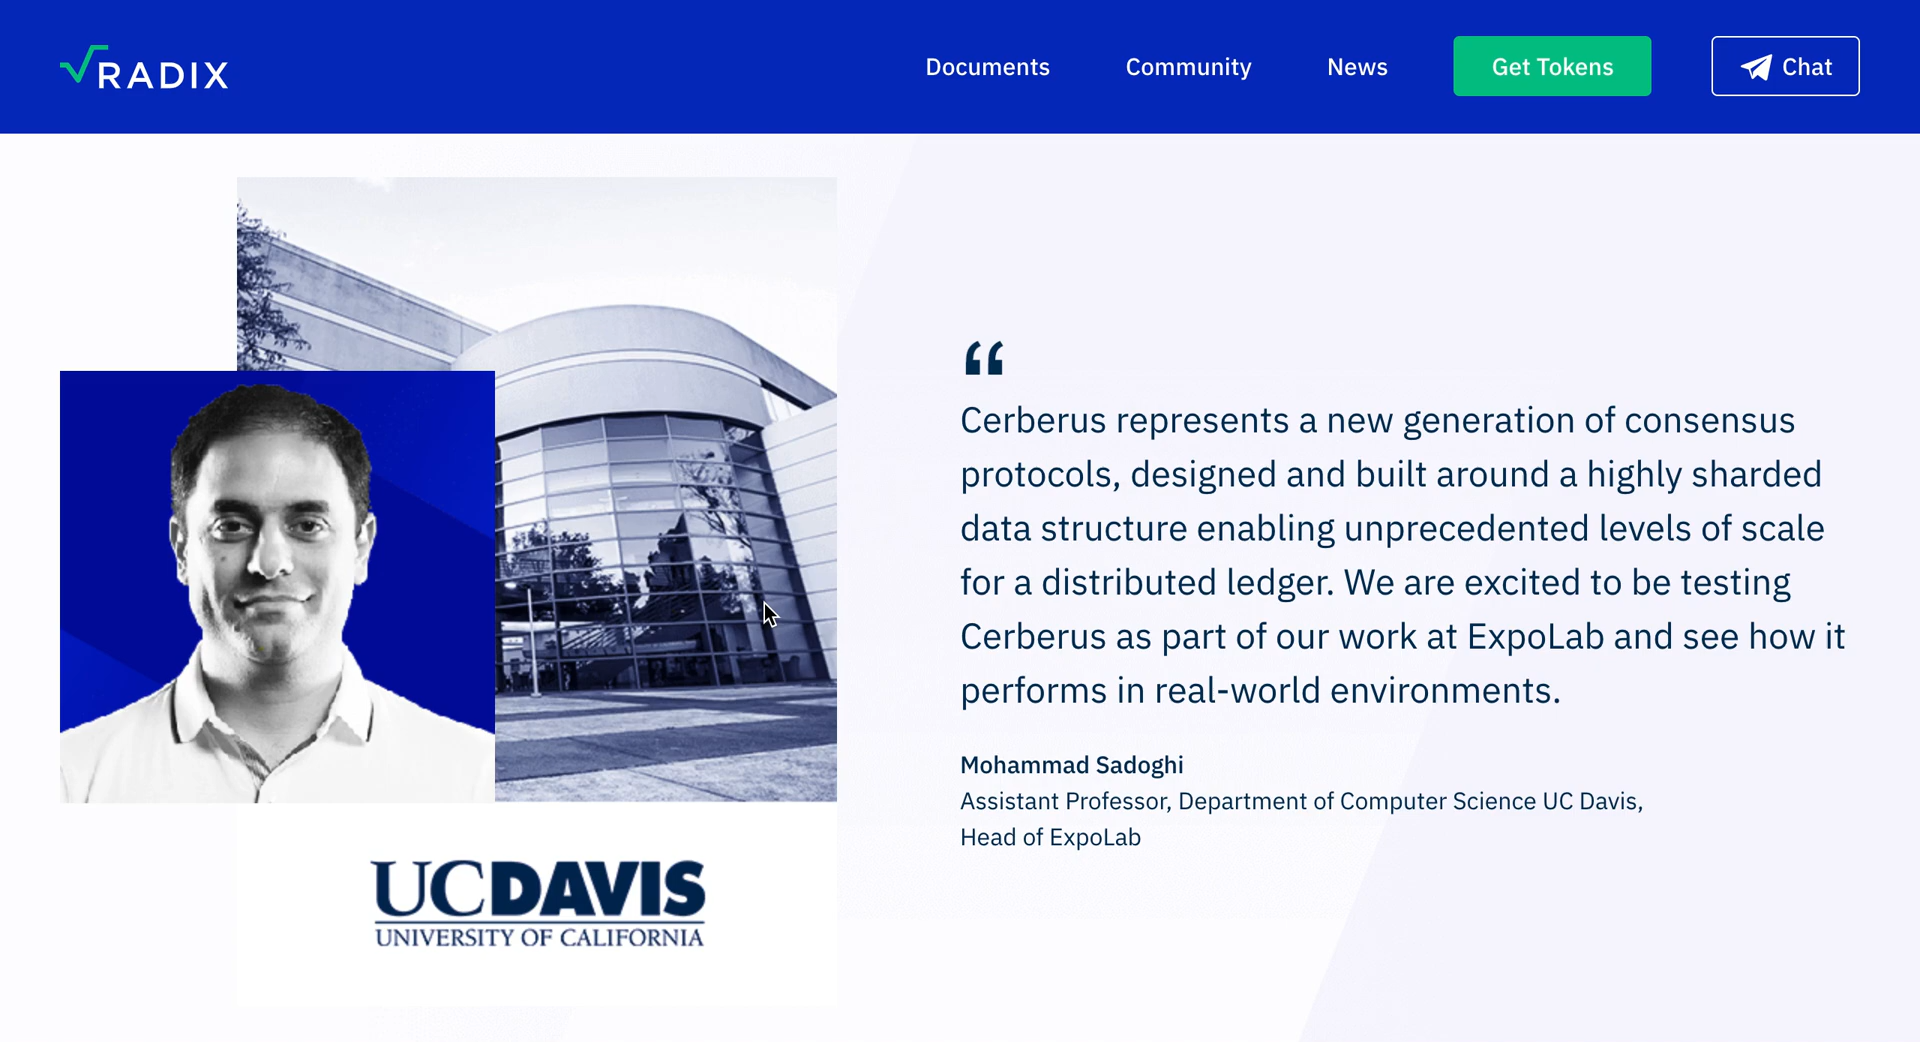 RADIX
Documents
Community
News
Get Tokens
Chat
“
Cerberus represents a new generation of consensus
protocols, designed and built around a highly sharded
data structure enabling unprecedented levels of scale
for a distributed ledger. We are excited to be testing
Cerberus as part of our work at ExpoLab and see how it
performs in real-world environments.
Mohammad Sadoghi
Assistant Professor, Department of Computer Science UC Davis,
Head of ExpoLab
UCDAVIS
UNIVERSITY OF CALIFORNIA